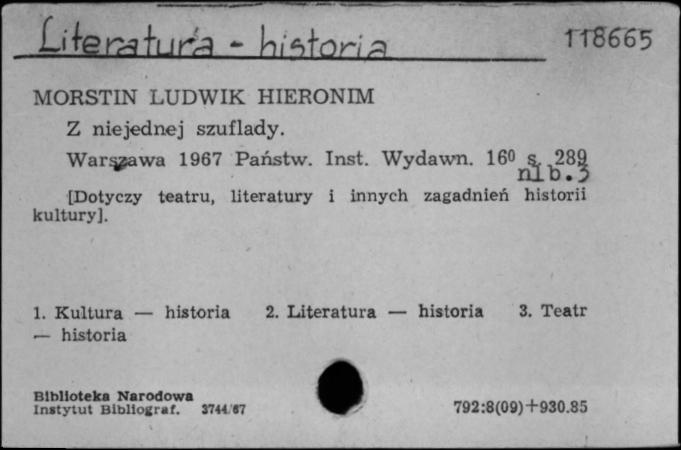 Literatura - historia 118665
MORSTIN LUDWIK HIERONIM
Z niejednej szuflady.
Warszawa 1967 Państw. Inst. Wydawn. 16⁰ s. 289
nlb. 3
[Dotyczy teatru, literatury i innych zagadnień historii
kultury].
1. Kultura — historia 2. Literatura — historia 3. Teatr
— historia
Biblioteka Narodowa
Instytut Bibliograf. 3744/67 792:8(09)+930.85